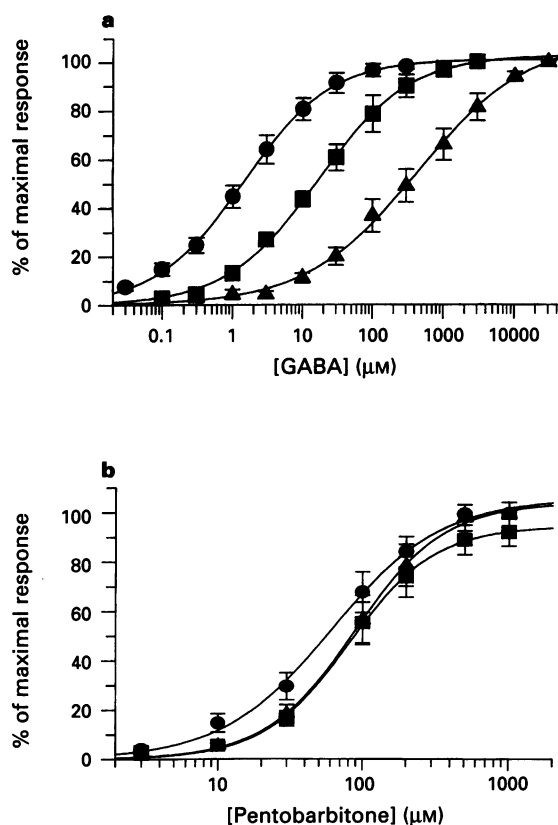 a
% of maximal response
100
80
60
40
20
0
0.1 1 10 100 1000 10000
[GABA] (μM)
b
% of maximal response
100
80
60
40
20
0
10 100 1000
[Pentobarbitone] (μM)